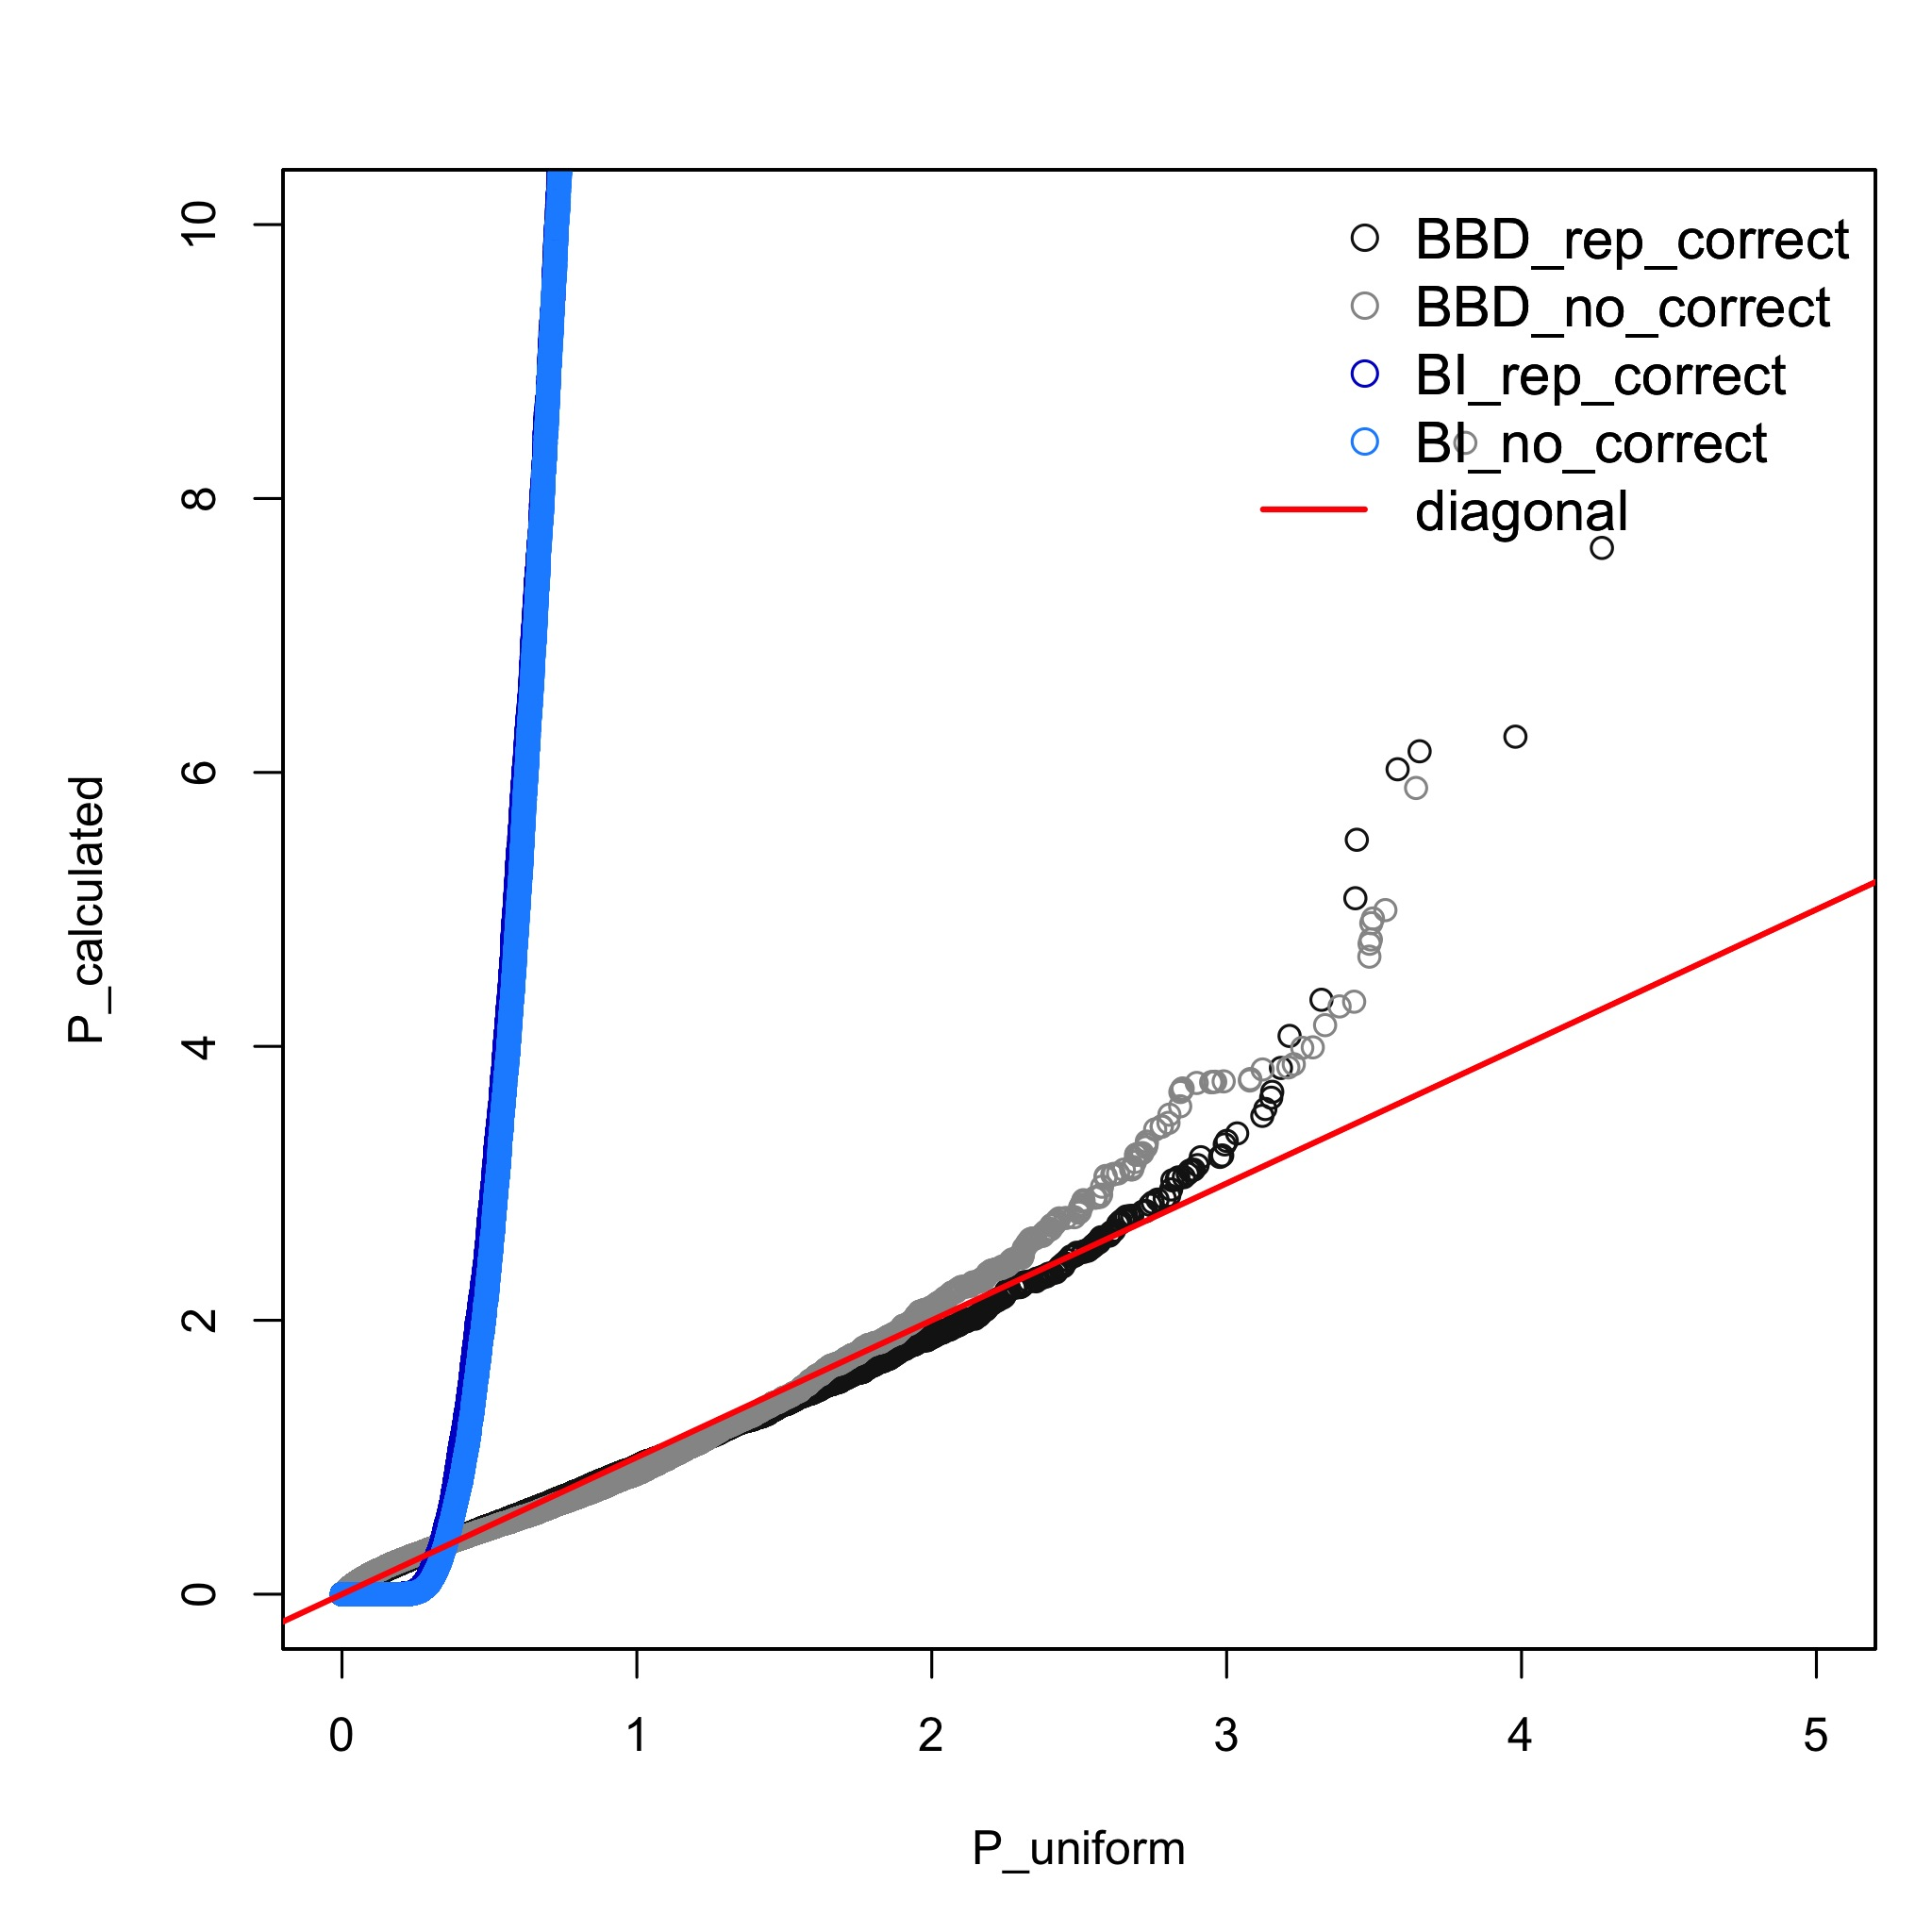 BBD_rep_correct
BBD_no_correct
BI_rep_correct
BI_no_correct
diagonal
10
8
6
4
2
0
P_calculated
0 1 2 3 4 5
P_uniform